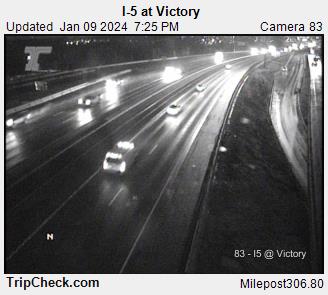 I-5 at Victory
Updated Jan 09 2024 7:25 PM Camera 83
T
N
83 - I5 @ Victory
TripCheck.com Milepost306.80